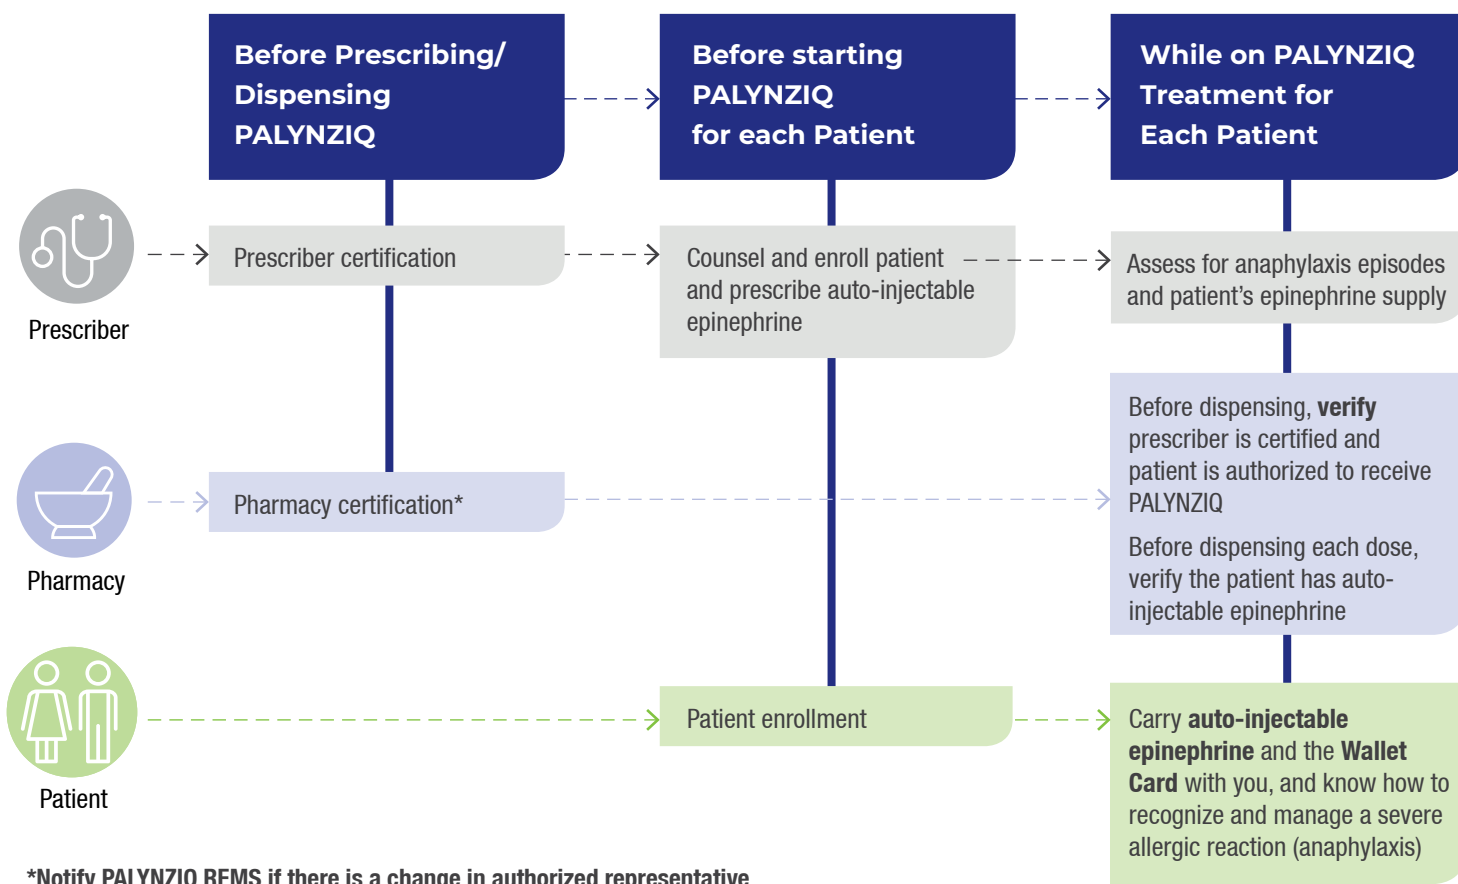 Before Prescribing/
Dispensing
PALYNZIQ
Before starting
PALYNZIQ
for each Patient
While on PALYNZIQ
Treatment for
Each Patient
Prescriber
Prescriber certification
Counsel and enroll patient
and prescribe auto-injectable
epinephrine
Assess for anaphylaxis episodes
and patient’s epinephrine supply
Pharmacy
Pharmacy certification*
Before dispensing, verify
prescriber is certified and
patient is authorized to receive
PALYNZIQ
Before dispensing each dose,
verify the patient has auto-
injectable epinephrine
Patient
Patient enrollment
Carry auto-injectable
epinephrine and the Wallet
Card with you, and know how to
recognize and manage a severe
allergic reaction (anaphylaxis)
*Notify PALYNZIQ REMS if there is a change in authorized representative